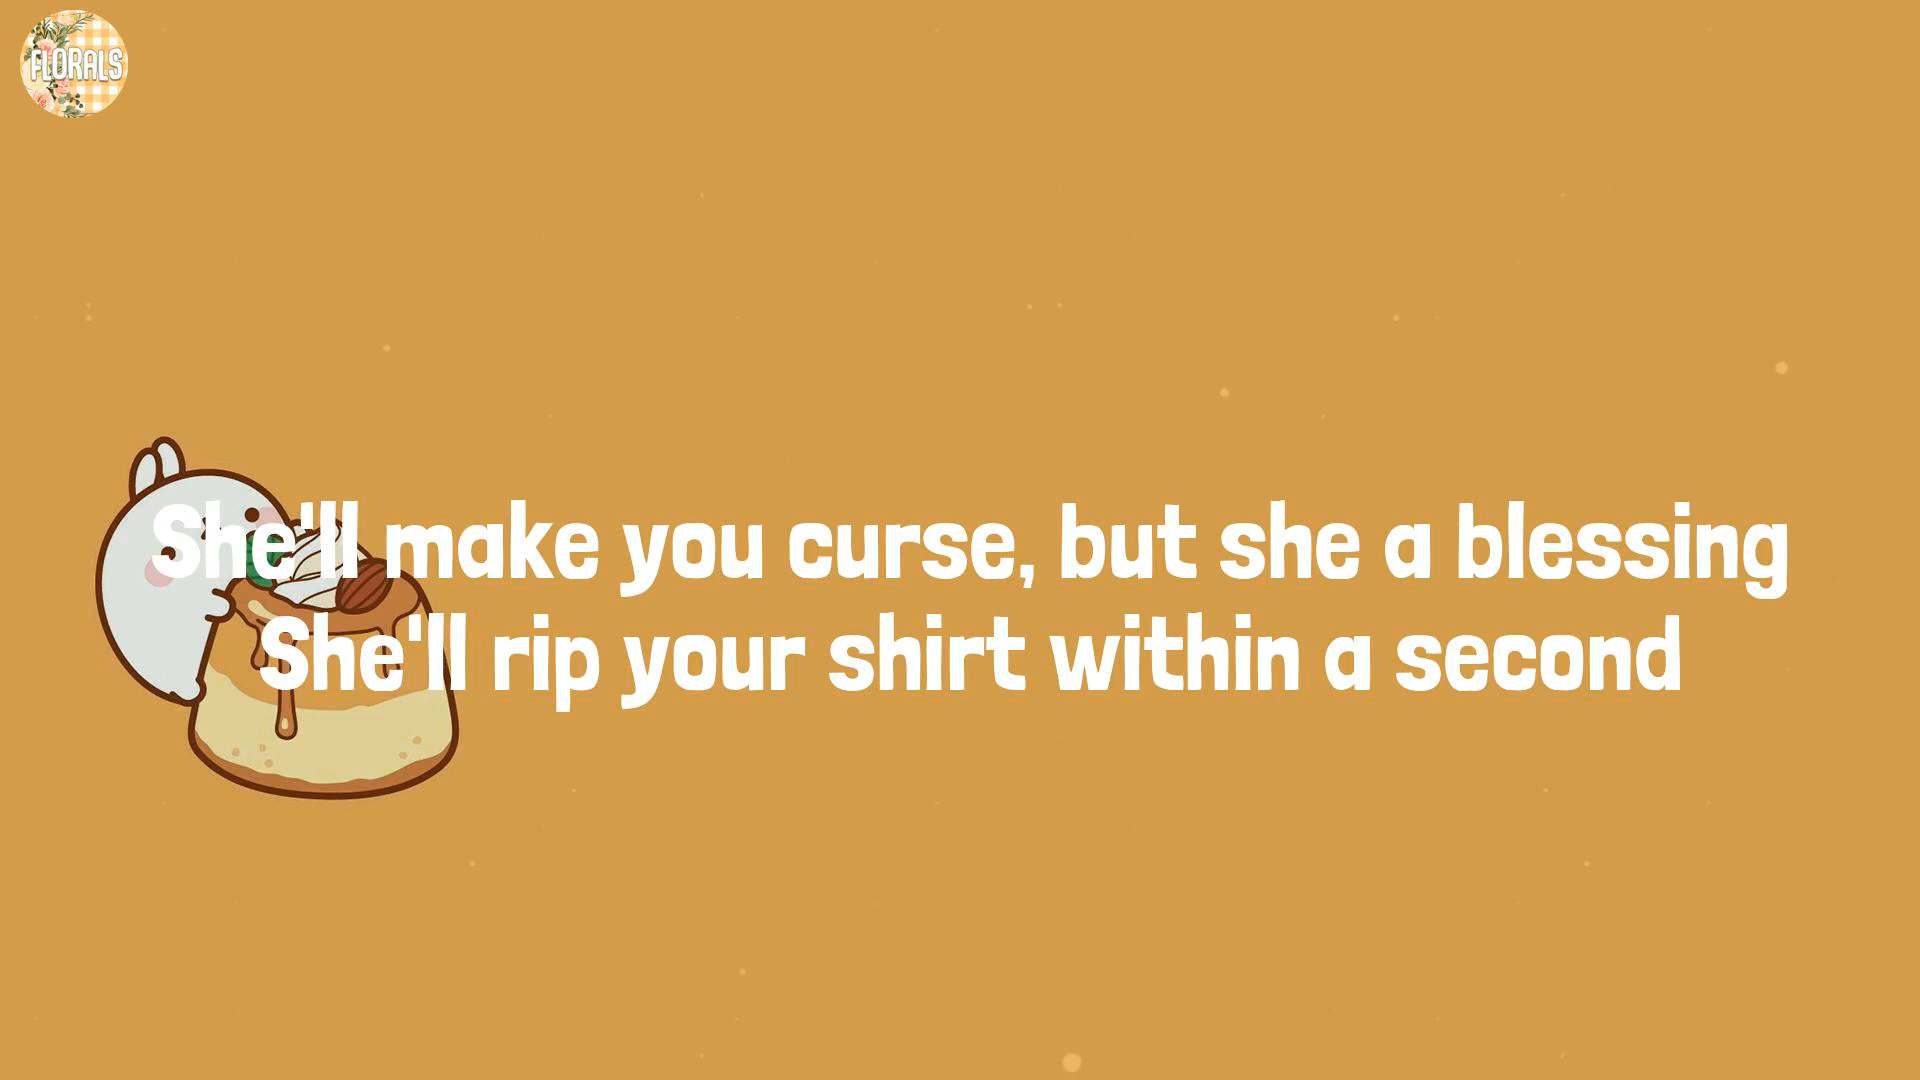 FLORALS
She'll make you curse, but she a blessing
She'll rip your shirt within a second